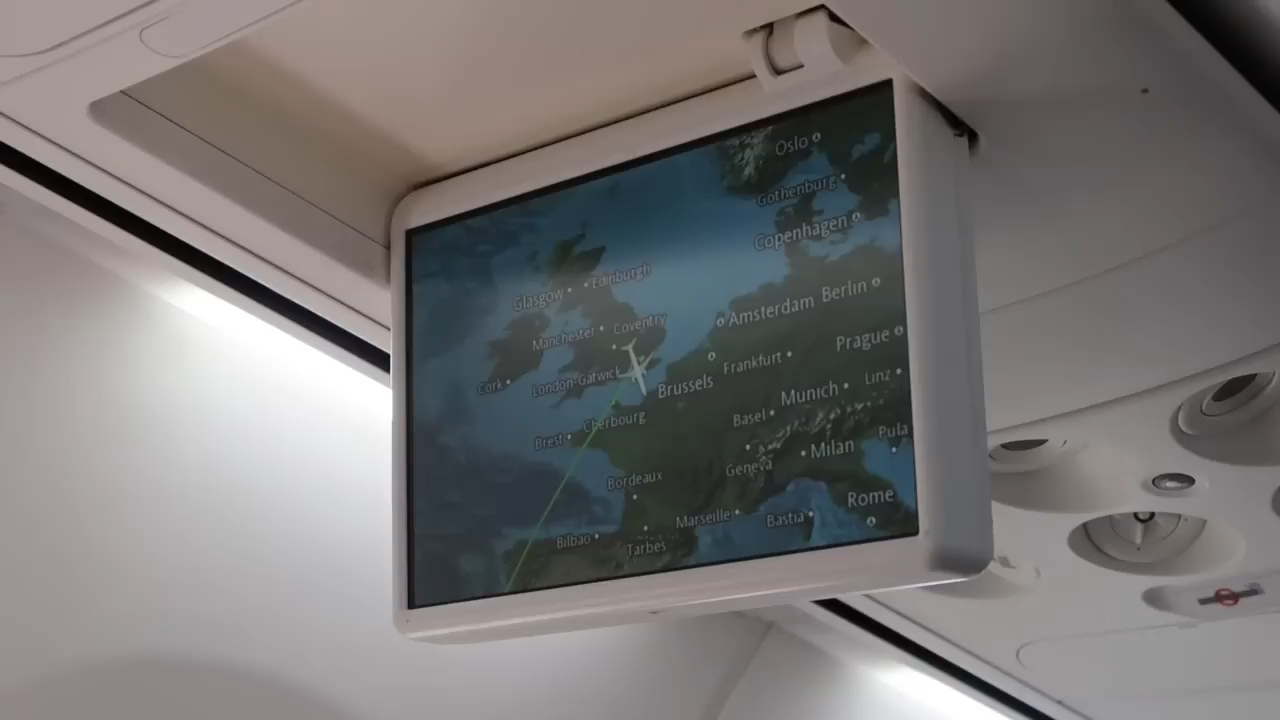 Oslo
Gothenburg
Copenhagen
Edinburgh
Glasgow
Coventry
Manchester
Amsterdam
Berlin
Prague
Frankfurt
London-Gatwick
Cork
Brussels
Munich
Linz
Basel
Cherbourg
Brest
Milan
Pula
Geneva
Bordeaux
Rome
Marseille
Bastia
Bilbao
Tarbes